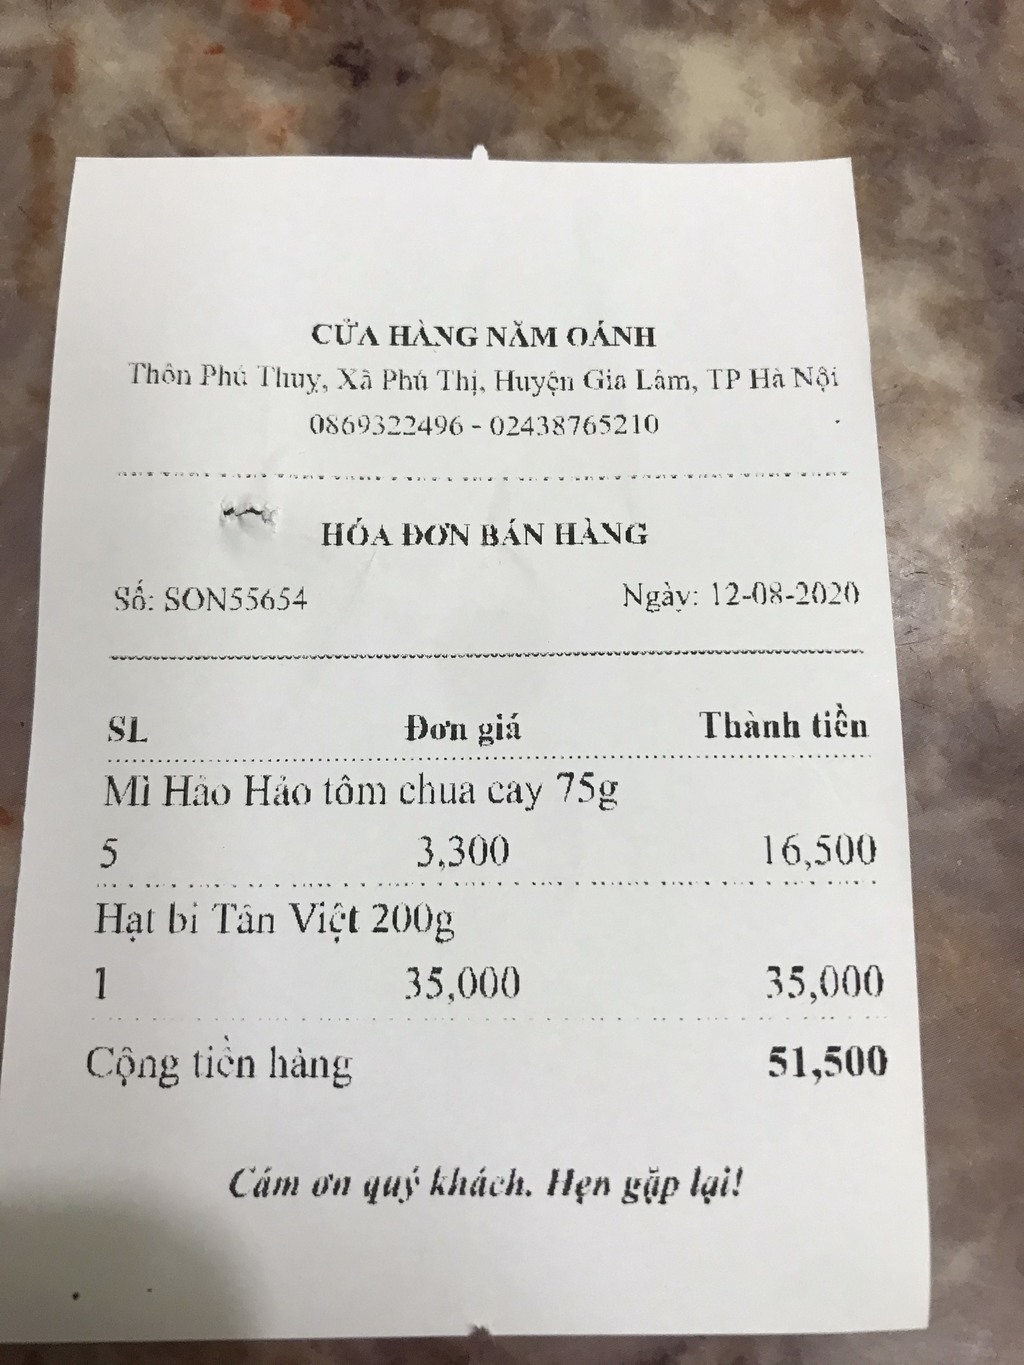 CỬA HÀNG NĂM OÁNH
Thôn Phú Thuỵ, Xã Phú Thị, Huyện Gia Lâm, TP Hà Nội
0869322496 - 02438765210
HÓA ĐƠN BÁN HÀNG
Số: SON55654 Ngày: 12-08-2020
SL Đơn giá Thành tiền
Mì Hảo Hảo tôm chua cay 75g
5 3,300 16,500
Hạt bí Tân Việt 200g
1 35,000 35,000
Cộng tiền hàng 51,500
Cám ơn quý khách. Hẹn gặp lại!